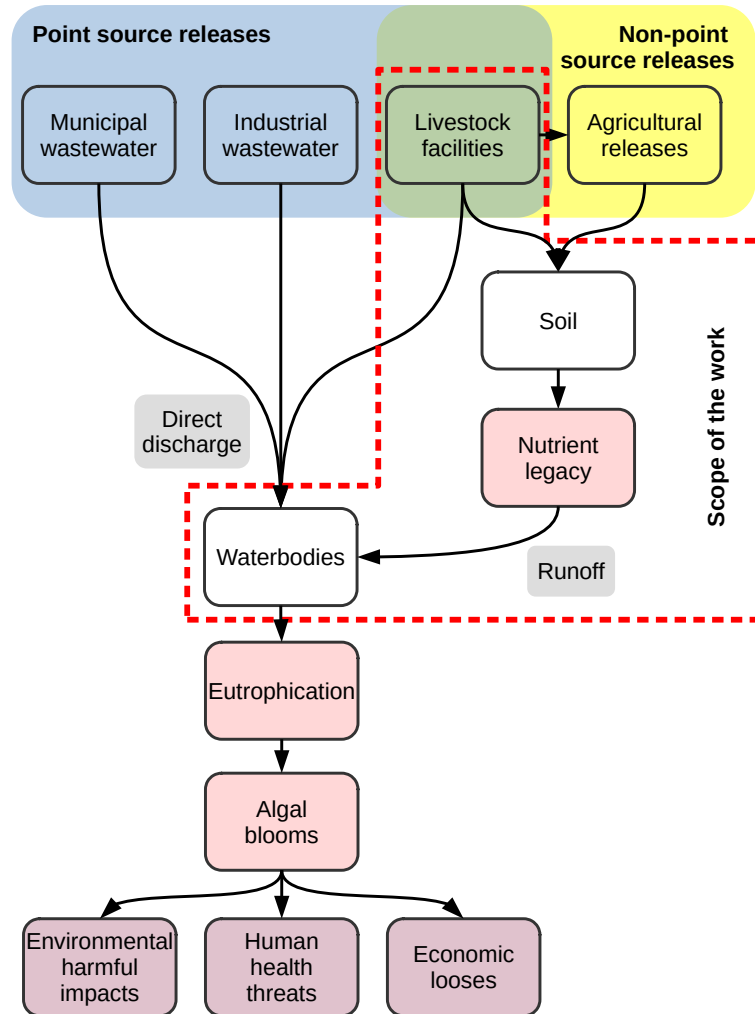 Point source releases
Non-point
source releases
Municipal
wastewater
Industrial
wastewater
Livestock
facilities
Agricultural
releases
Soil
Scope of the work
Direct
discharge
Nutrient
legacy
Waterbodies
Runoff
Eutrophication
Algal
blooms
Environmental
harmful
impacts
Human
health
threats
Economic
looses